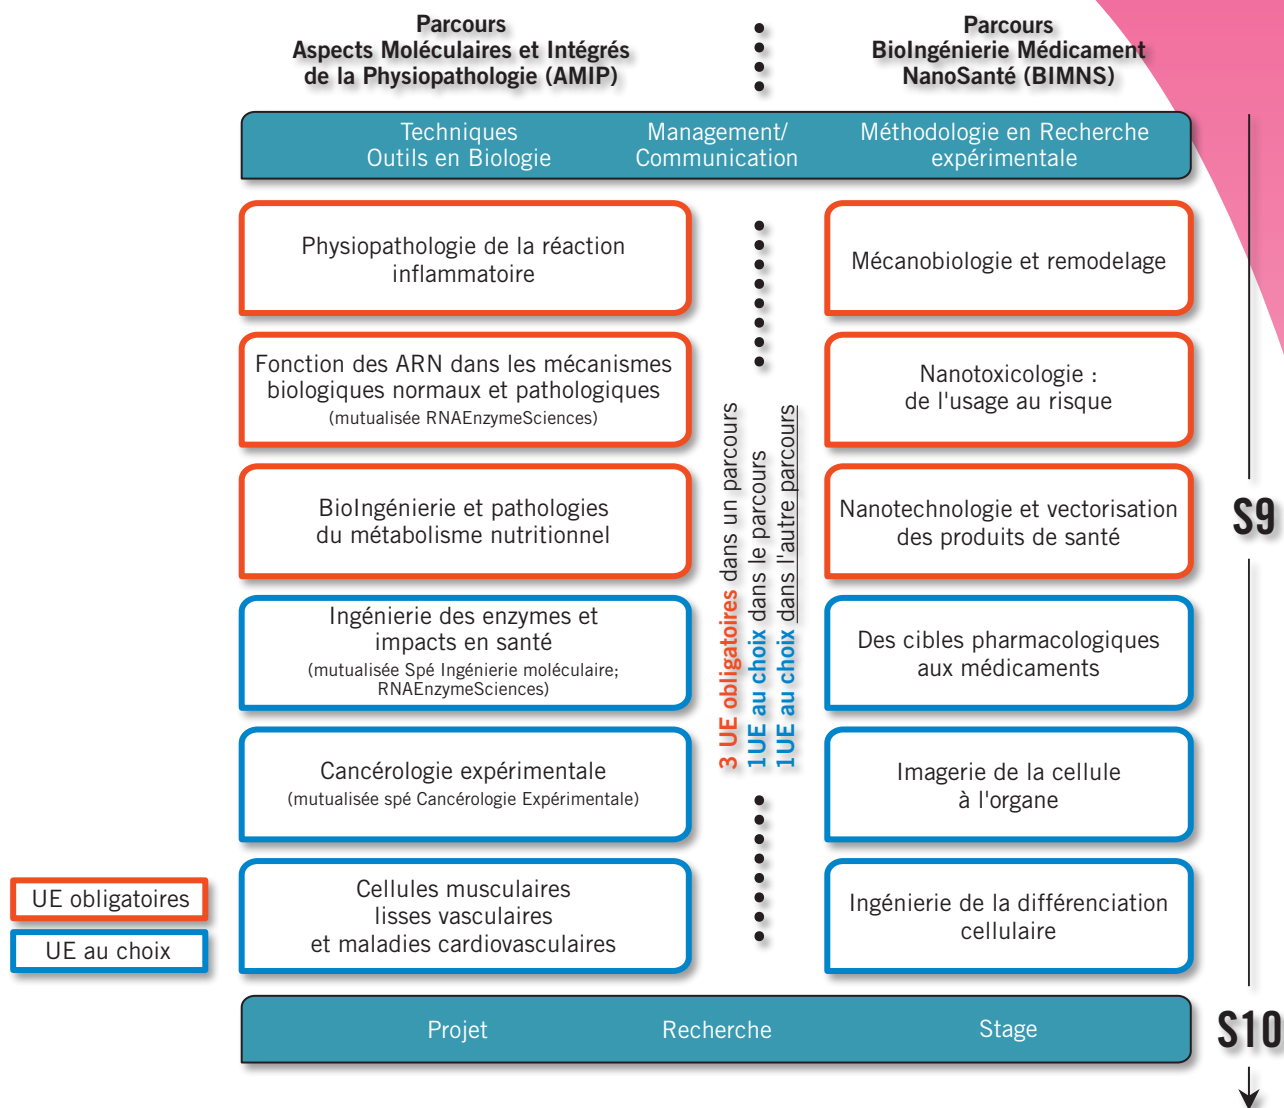 Parcours
Aspects Moléculaires et Intégrés
de la Physiopathologie (AMIP)
Parcours
BioIngénierie Médicament
NanoSanté (BIMNS)
Techniques
Outils en Biologie
Management/
Communication
Méthodologie en Recherche
expérimentale
Physiopathologie de la réaction
inflammatoire
Mécanobiologie et remodelage
Fonction des ARN dans les mécanismes
biologiques normaux et pathologiques
(mutualisée RNAEnzymeSciences)
Nanotoxicologie :
de l'usage au risque
BioIngénierie et pathologies
du métabolisme nutritionnel
Nanotechnologie et vectorisation
des produits de santé
Ingénierie des enzymes et
impacts en santé
(mutualisée Spé Ingénierie moléculaire;
RNAEnzymeSciences)
Des cibles pharmacologiques
aux médicaments
Cancérologie expérimentale
(mutualisée spé Cancérologie Expérimentale)
Imagerie de la cellule
à l'organe
Cellules musculaires
lisses vasculaires
et maladies cardiovasculaires
Ingénierie de la différenciation
cellulaire
3 UE obligatoires dans un parcours
1UE au choix dans le parcours
1UE au choix dans l'autre parcours
S9
UE obligatoires
UE au choix
Projet
Recherche
Stage
S10